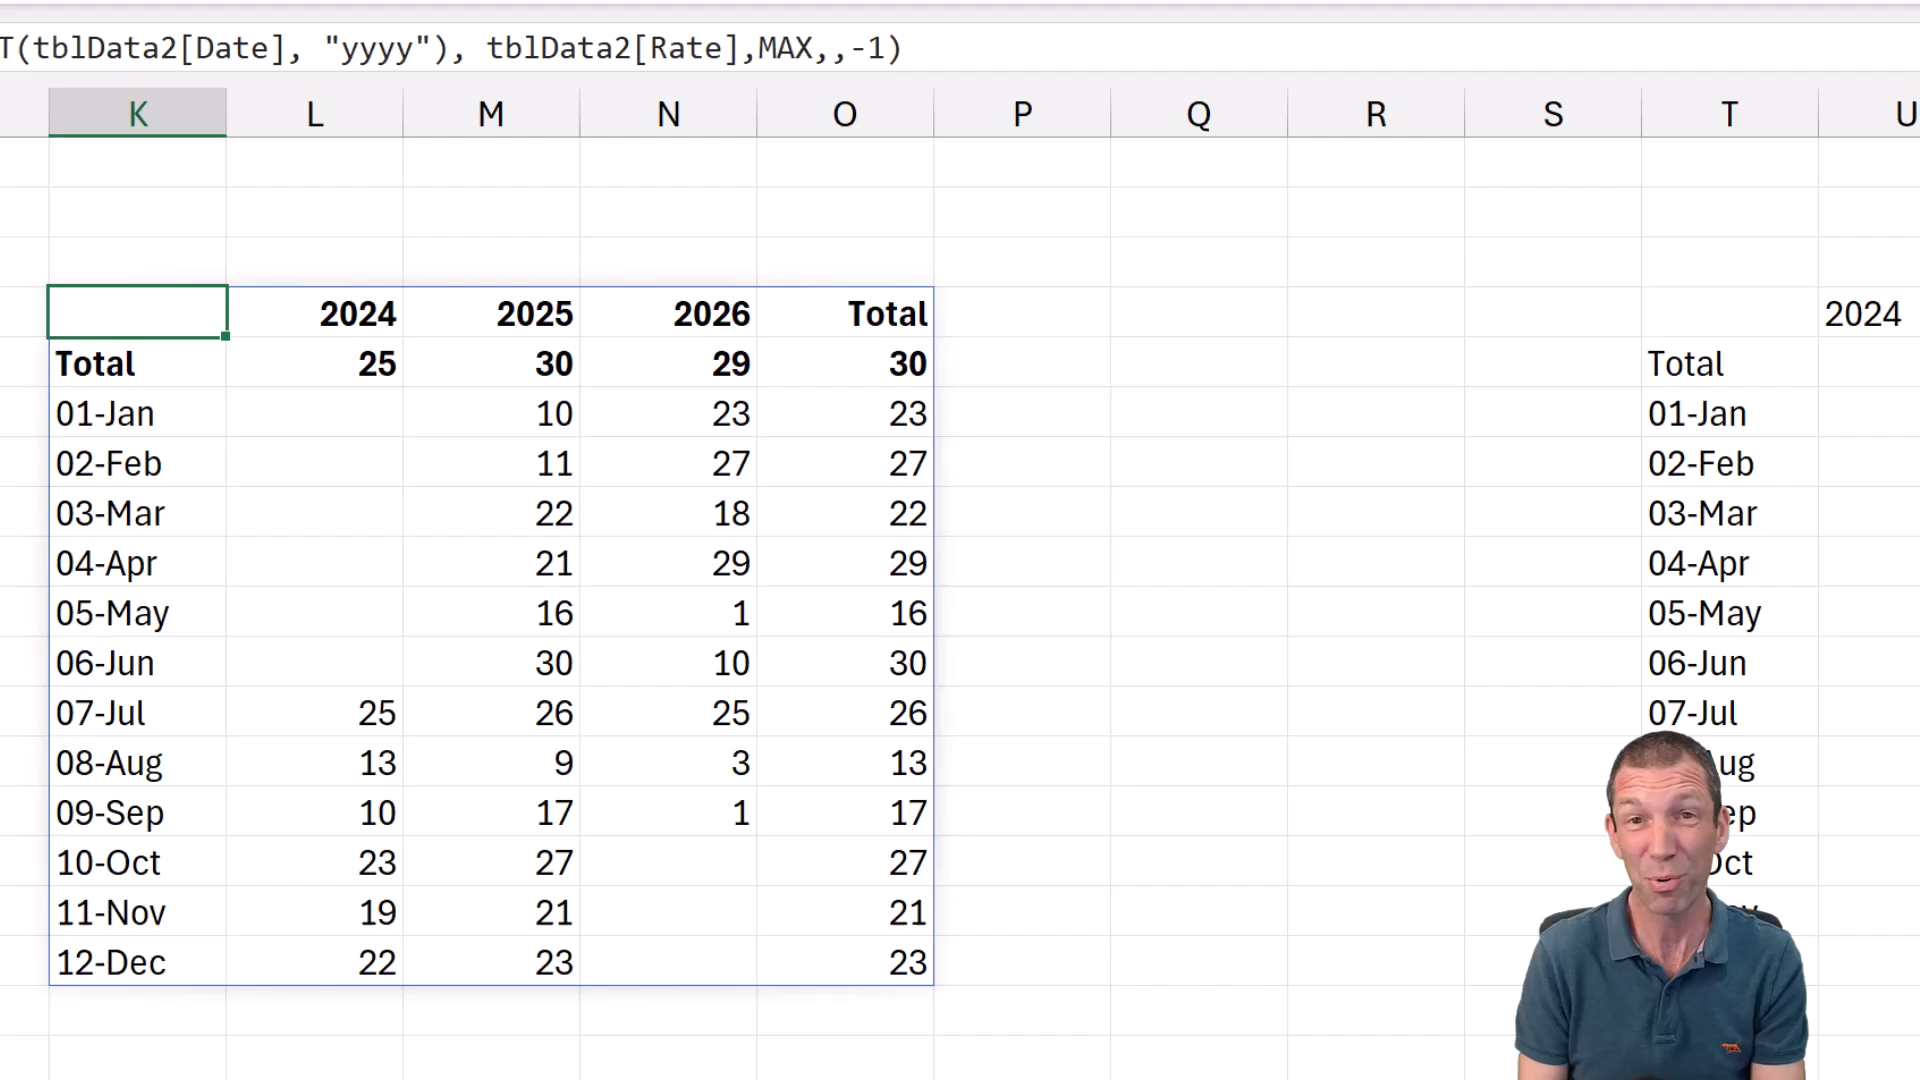 T(tblData2[Date], "yyyy"), tblData2[Rate],MAX,,-1)
K L M N O P Q R S T U
2024 2025 2026 Total 2024
Total 25 30 29 30 Total
01-Jan 10 23 23 01-Jan
02-Feb 11 27 27 02-Feb
03-Mar 22 18 22 03-Mar
04-Apr 21 29 29 04-Apr
05-May 16 1 16 05-May
06-Jun 30 10 30 06-Jun
07-Jul 25 26 25 26 07-Jul
08-Aug 13 9 3 13 ug
09-Sep 10 17 1 17 ep
10-Oct 23 27 27 Oct
11-Nov 19 21 21
12-Dec 22 23 23